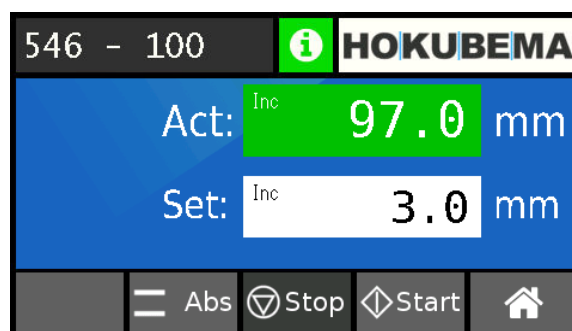 546 - 100 i HOKUBEMA
Act: Inc 97.0 mm
Set: Inc 3.0 mm
Abs Stop Start